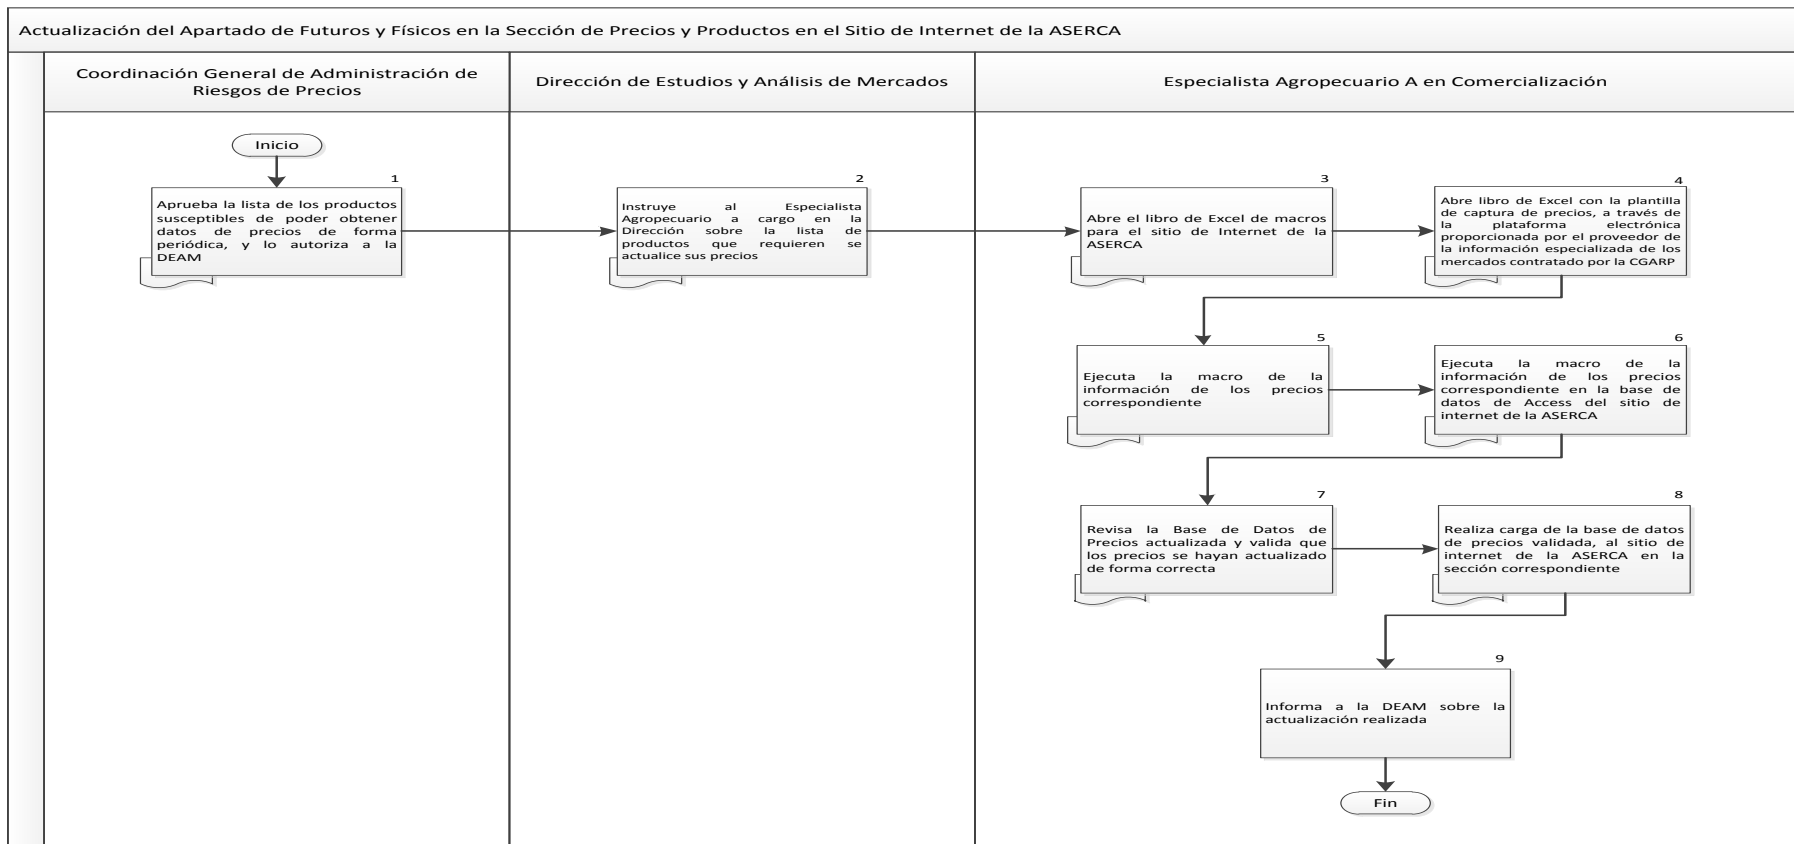 Actualización del Apartado de Futuros y Físicos en la Sección de Precios y Productos en el Sitio de Internet de la ASERCA
Coordinación General de Administración de
Riesgos de Precios
Dirección de Estudios y Análisis de Mercados
Especialista Agropecuario A en Comercialización
Inicio
1
Aprueba la lista de los productos
susceptibles de poder obtener
datos de precios de forma
periódica, y lo autoriza a la
DEAM
2
Instruye al Especialista
Agropecuario a cargo en la
Dirección sobre la lista de
productos que requieren se
actualice sus precios
3
Abre el libro de Excel de macros
para el sitio de Internet de la
ASERCA
4
Abre libro de Excel con la plantilla
de captura de precios, a través de
la plataforma electrónica
proporcionada por el proveedor de
la información especializada de los
mercados contratado por la CGARP
5
Ejecuta la macro de la
información de los precios
correspondiente
6
Ejecuta la macro de la
información de los precios
correspondiente en la base de
datos de Access del sitio de
internet de la ASERCA
7
Revisa la Base de Datos de
Precios actualizada y valida que
los precios se hayan actualizado
de forma correcta
8
Realiza carga de la base de datos
de precios validada, al sitio de
internet de la ASERCA en la
sección correspondiente
9
Informa a la DEAM sobre la
actualización realizada
Fin